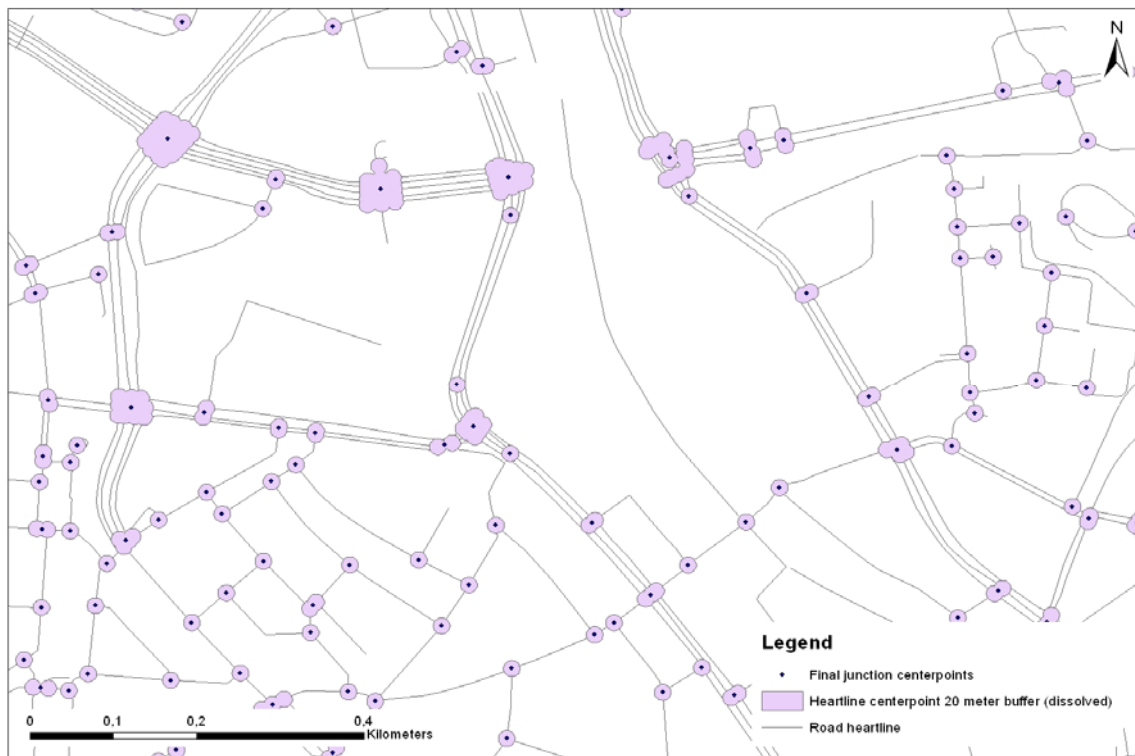 N
Legend
Final junction centerpoints
Heartline centerpoint 20 meter buffer (dissolved)
Road heartline
0 0,1 0,2 0,4
Kilometers